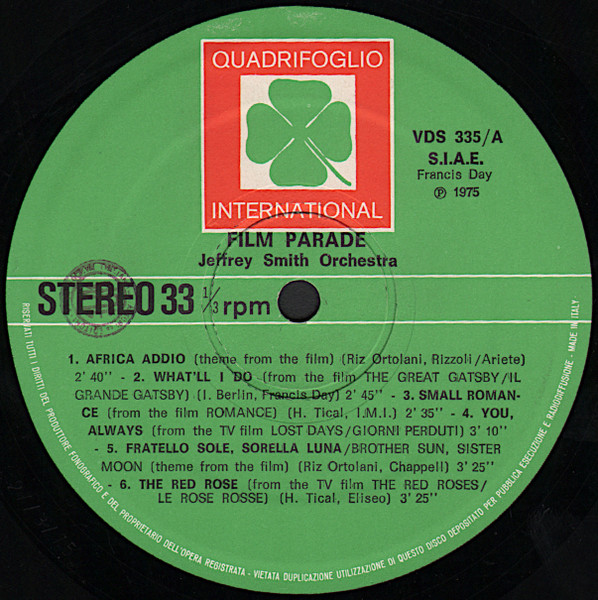 QUADRIFOGLIO
INTERNATIONAL
VDS 335/A
S.I.A.E.
Francis Day
Ⓟ 1975
FILM PARADE
Jeffrey Smith Orchestra
STEREO 33 1/3 rpm
1. AFRICA ADDIO (theme from the film) (Riz Ortolani, Rizzoli/Ariete)
2' 40" - 2. WHAT'LL I DO (from the film THE GREAT GATSBY/IL
GRANDE GATSBY) (I. Berlin, Francis Day) 2' 45" - 3. SMALL ROMAN-
CE (from the film ROMANCE) (H. Tical, I.M.I.) 2' 35" - 4. YOU,
ALWAYS (from the TV film LOST DAYS/GIORNI PERDUTI) 3' 10"
- 5. FRATELLO SOLE, SORELLA LUNA/BROTHER SUN, SISTER
MOON (theme from the film) (Riz Ortolani, Chappell) 3' 25"
- 6. THE RED ROSE (from the TV film THE RED ROSES/
LE ROSE ROSSE) (H. Tical, Eliseo) 3' 25"
RISERVATI TUTTI I DIRITTI DEL PRODUTTORE FONOGRAFICO E DEL PROPRIETARIO DELL'OPERA REGISTRATA - VIETATA DUPLICAZIONE UTILIZZAZIONE DI QUESTO DISCO DEPOSITATO PER PUBBLICA ESECUZIONE E RADIODIFFUSIONE - MADE IN ITALY